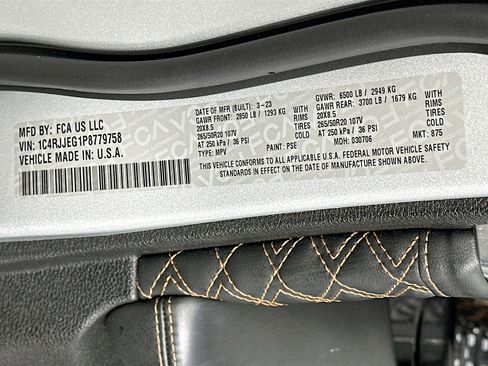 MFD BY: FCA US LLC
VIN: 1C4RJJEG1P8779758
VEHICLE MADE IN: U.S.A.
DATE OF MFR (BUILT): 3-23
GAWR FRONT: 2850 LB / 1293 KG WITH
20X8.5 RIMS
265/50R20 107V TIRES
AT 250 kPa / 36 PSI COLD
TYPE: MPV PAINT: PSE
GVWR: 6500 LB / 2949 KG
GAWR REAR: 3700 LB / 1679 KG WITH
20X8.5 RIMS
265/50R20 107V TIRES
AT 250 kPa / 36 PSI COLD
MDH: 030706 MKT: 875
THIS VEHICLE CONFORMS TO ALL APPLICABLE U.S.A. FEDERAL MOTOR VEHICLE SAFETY
STANDARDS IN EFFECT ON THE DATE OF MANUFACTURE SHOWN ABOVE